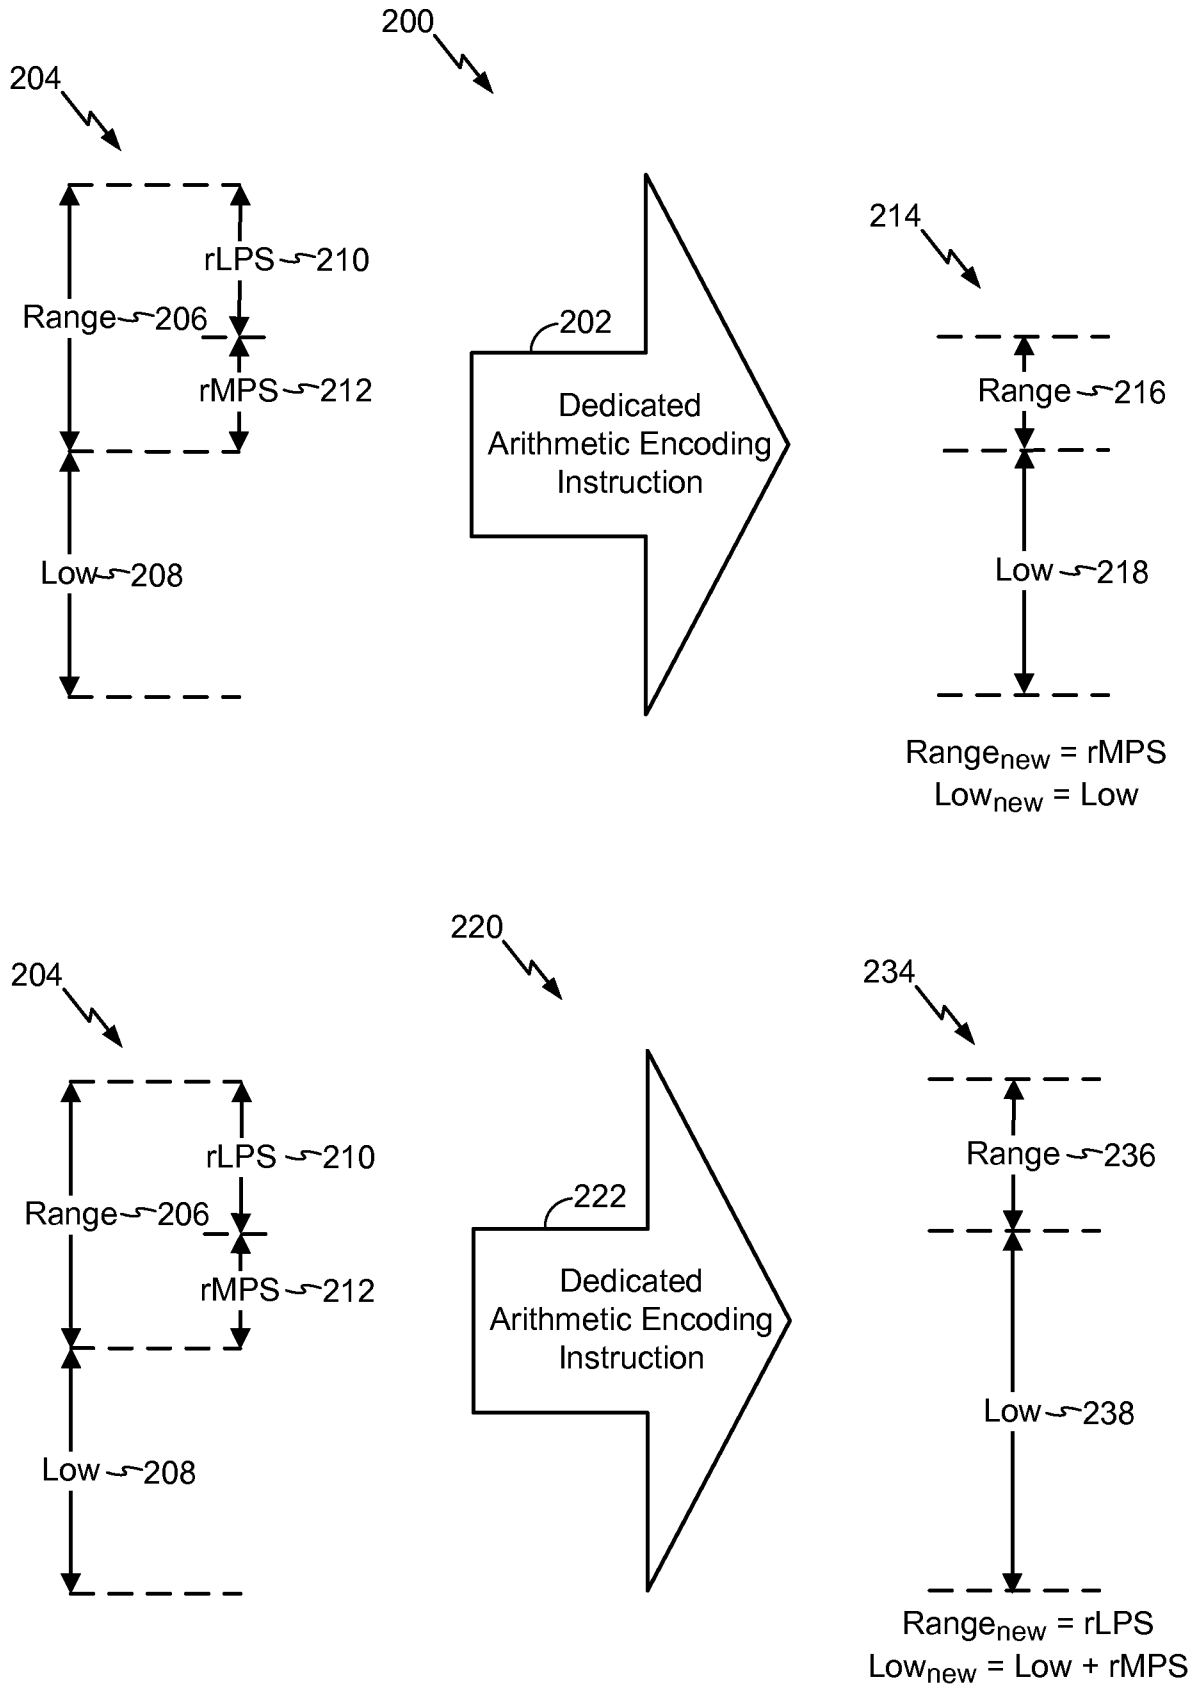 200
204
rLPS 210
Range 206
rMPS 212
Low 208
202
Dedicated
Arithmetic Encoding
Instruction
214
Range 216
Low 218
Rangenew = rMPS
Lownew = Low
220
204
rLPS 210
Range 206
rMPS 212
Low 208
222
Dedicated
Arithmetic Encoding
Instruction
234
Range 236
Low 238
Rangenew = rLPS
Lownew = Low + rMPS